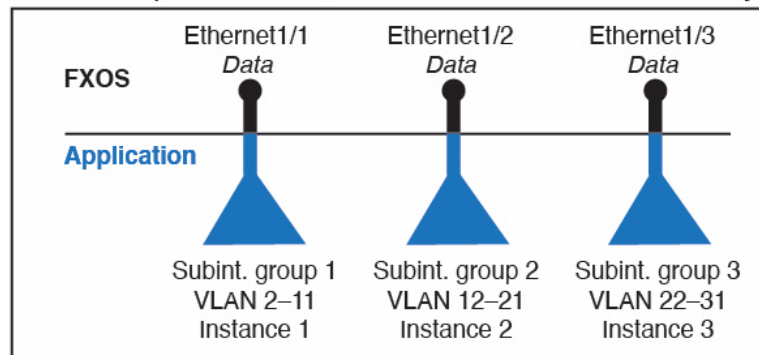 Ethernet1/1 Ethernet1/2 Ethernet1/3
Data Data Data
FXOS
Application
Subint. group 1 Subint. group 2 Subint. group 3
VLAN 2–11 VLAN 12–21 VLAN 22–31
Instance 1 Instance 2 Instance 3